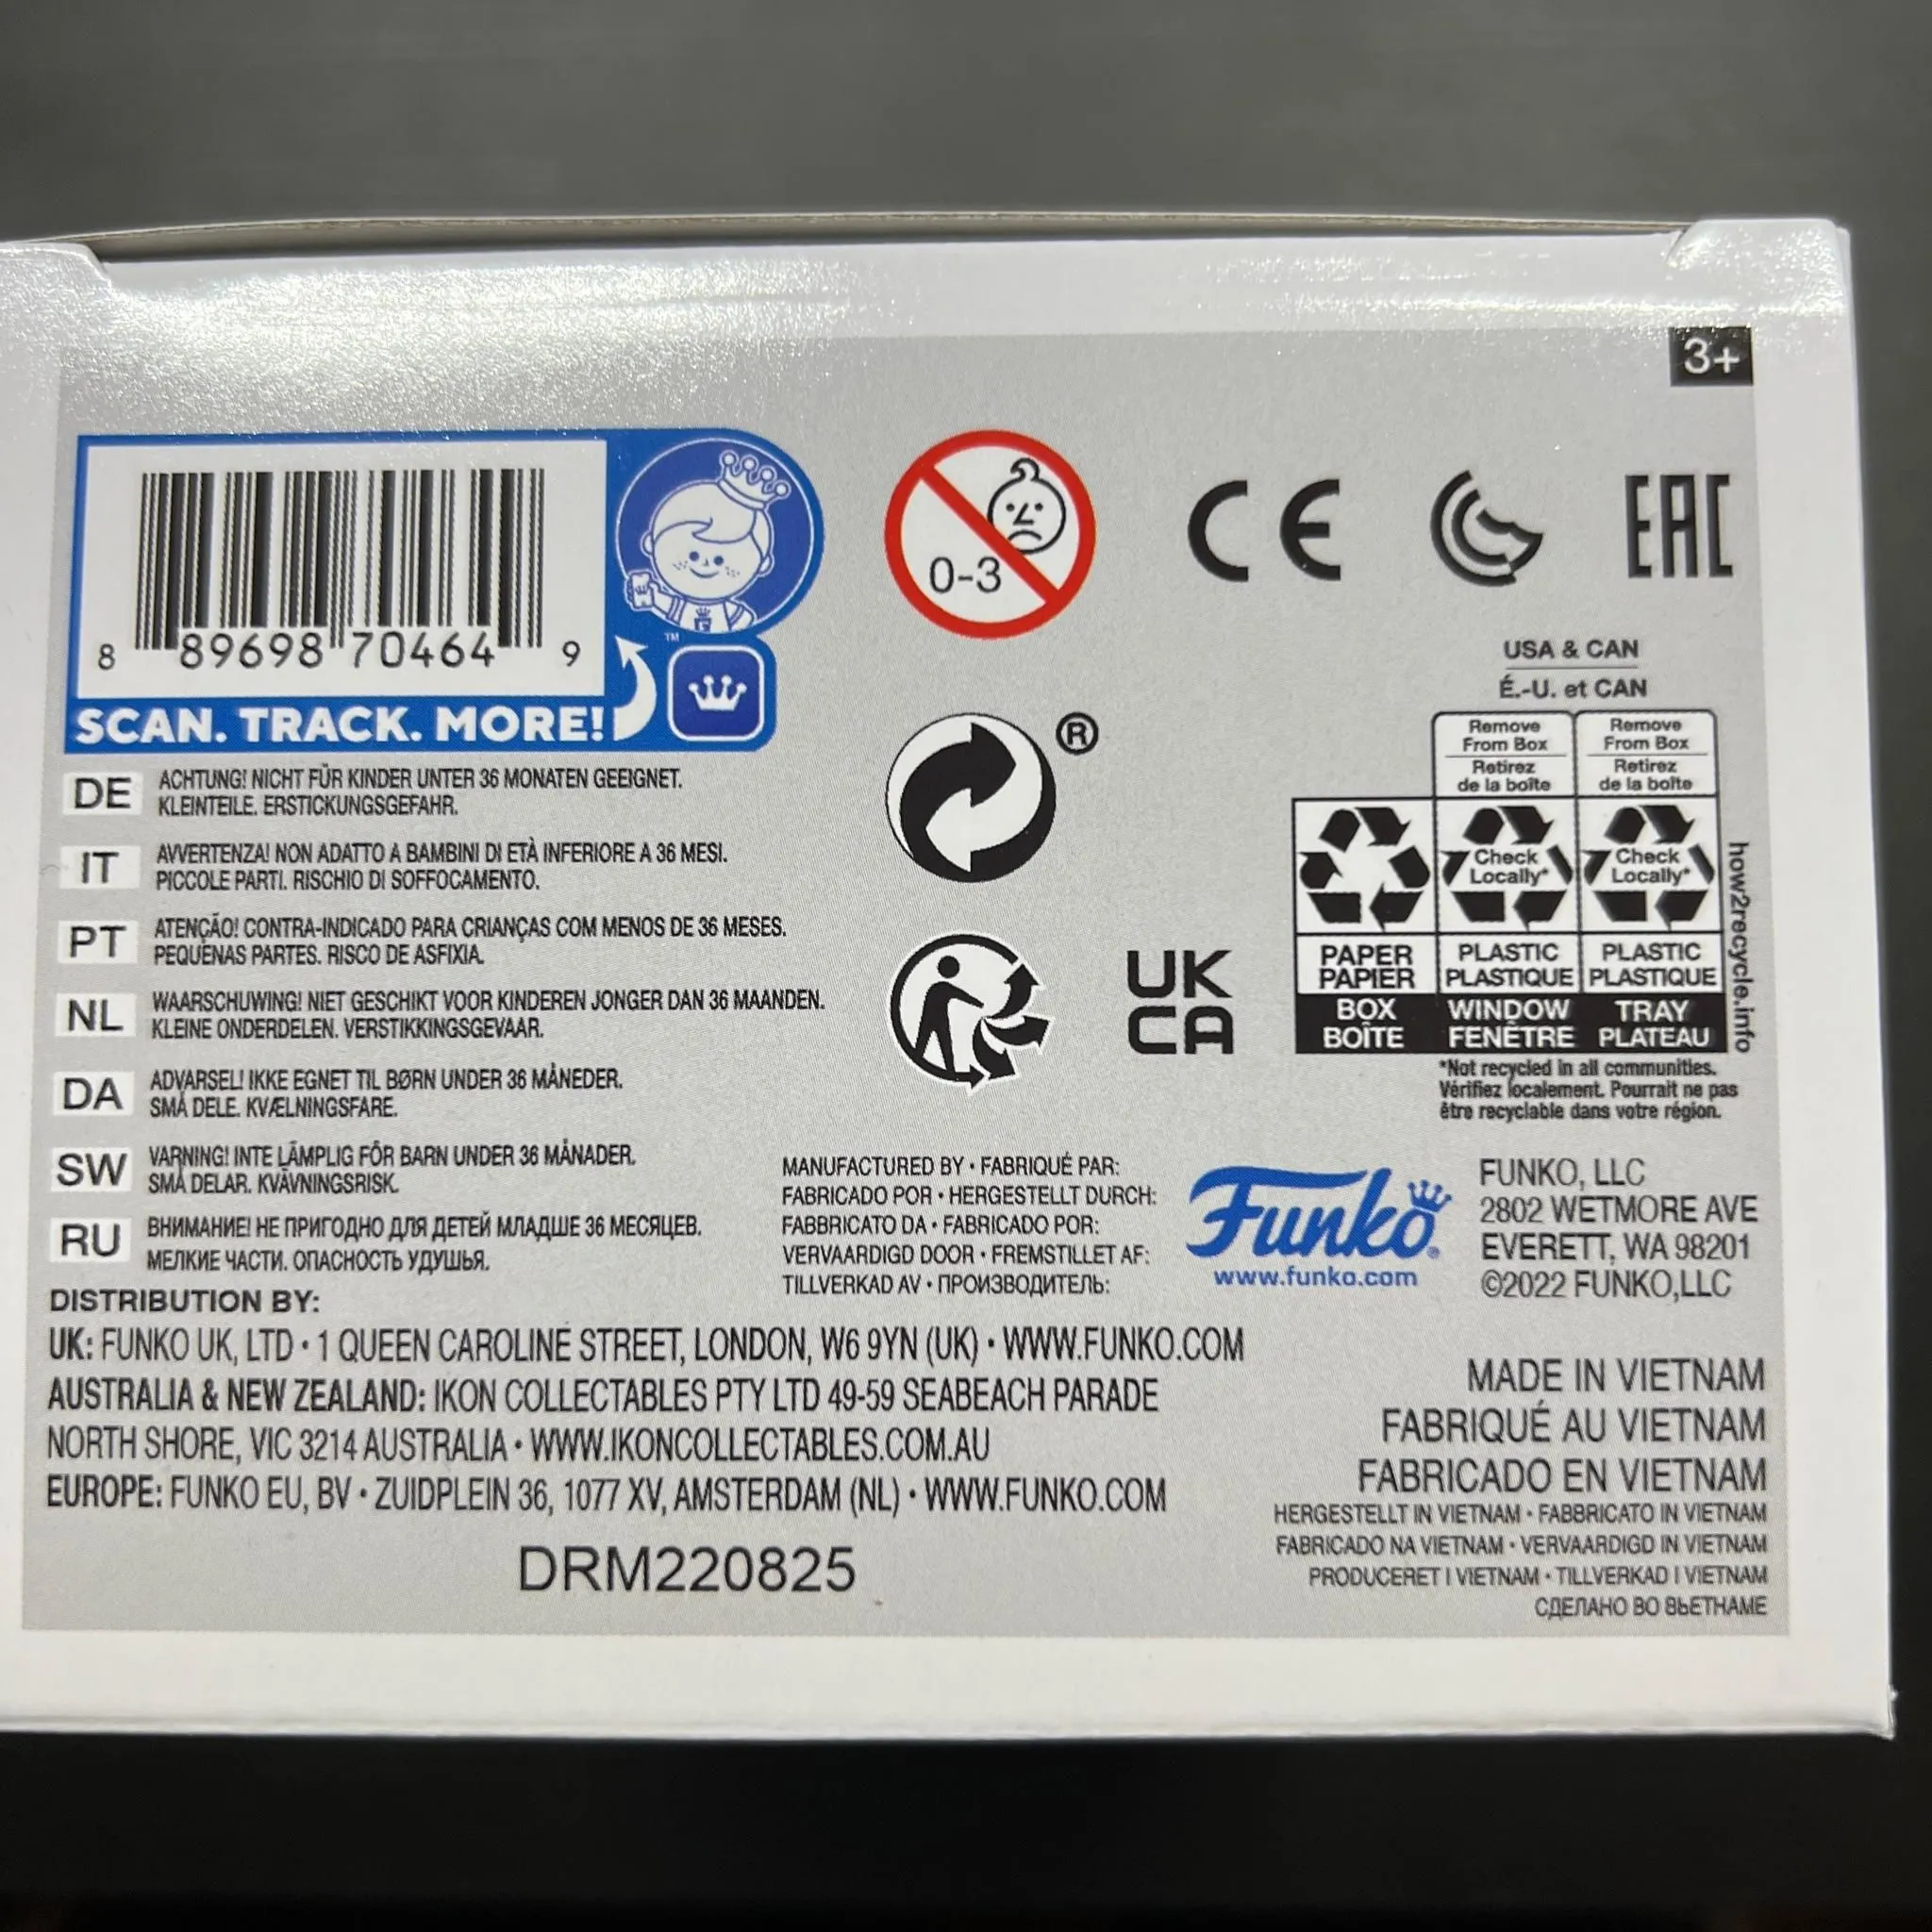 3+
8 89698 70464 9
SCAN. TRACK. MORE!
™
0-3
CE
EAC
®
UK
CA
USA & CAN
É.-U. et CAN
Remove
From Box
Retirez
de la boîte
Remove
From Box
Retirez
de la boîte
Check
Locally*
Check
Locally*
PAPER
PAPIER
PLASTIC
PLASTIQUE
PLASTIC
PLASTIQUE
BOX
BOÎTE
WINDOW
FENÊTRE
TRAY
PLATEAU
how2recycle.info
*Not recycled in all communities.
Vérifiez localement. Pourrait ne pas
être recyclable dans votre région.
DE
ACHTUNG! NICHT FÜR KINDER UNTER 36 MONATEN GEEIGNET.
KLEINTEILE. ERSTICKUNGSGEFAHR.
IT
AVVERTENZA! NON ADATTO A BAMBINI DI ETÀ INFERIORE A 36 MESI.
PICCOLE PARTI. RISCHIO DI SOFFOCAMENTO.
PT
ATENÇÃO! CONTRA-INDICADO PARA CRIANÇAS COM MENOS DE 36 MESES.
PEQUENAS PARTES. RISCO DE ASFIXIA.
NL
WAARSCHUWING! NIET GESCHIKT VOOR KINDEREN JONGER DAN 36 MAANDEN.
KLEINE ONDERDELEN. VERSTIKKINGSGEVAAR.
DA
ADVARSEL! IKKE EGNET TIL BØRN UNDER 36 MÅNEDER.
SMÅ DELE. KVÆLNINGSFARE.
SW
VARNING! INTE LÄMPLIG FÖR BARN UNDER 36 MÅNADER.
SMÅ DELAR. KVÄVNINGSRISK.
RU
ВНИМАНИЕ! НЕ ПРИГОДНО ДЛЯ ДЕТЕЙ МЛАДШЕ 36 МЕСЯЦЕВ.
МЕЛКИЕ ЧАСТИ. ОПАСНОСТЬ УДУШЬЯ.
MANUFACTURED BY • FABRIQUÉ PAR:
FABRICADO POR • HERGESTELLT DURCH:
FABBRICATO DA • FABRICADO POR:
VERVAARDIGD DOOR • FREMSTILLET AF:
TILLVERKAD AV • ПРОИЗВОДИТЕЛЬ:
Funko®
www.funko.com
FUNKO, LLC
2802 WETMORE AVE
EVERETT, WA 98201
©2022 FUNKO,LLC
DISTRIBUTION BY:
UK: FUNKO UK, LTD • 1 QUEEN CAROLINE STREET, LONDON, W6 9YN (UK) • WWW.FUNKO.COM
AUSTRALIA & NEW ZEALAND: IKON COLLECTABLES PTY LTD 49-59 SEABEACH PARADE
NORTH SHORE, VIC 3214 AUSTRALIA • WWW.IKONCOLLECTABLES.COM.AU
EUROPE: FUNKO EU, BV • ZUIDPLEIN 36, 1077 XV, AMSTERDAM (NL) • WWW.FUNKO.COM
DRM220825
MADE IN VIETNAM
FABRIQUÉ AU VIETNAM
FABRICADO EN VIETNAM
HERGESTELLT IN VIETNAM • FABBRICATO IN VIETNAM
FABRICADO NA VIETNAM • VERVAARDIGD IN VIETNAM
PRODUCERET I VIETNAM • TILLVERKAD I VIETNAM
СДЕЛАНО ВО ВЬЕТНАМЕ